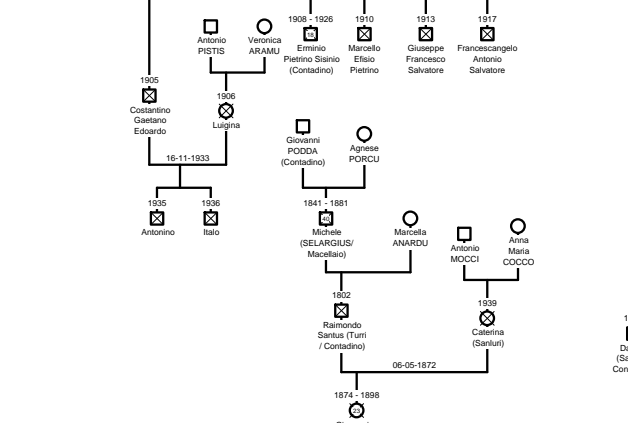 1908 - 1926
1910
1913
1917
Antonio
PISTIS
Veronica
ARAMU
18
Erminio
Pietrino Sisinio
(Contadino)
Marcello
Efisio
Pietrino
Giuseppe
Francesco
Salvatore
Francescangelo
Antonio
Salvatore
1905
Costantino
Gaetano
Edoardo
1906
Luigina
16-11-1933
1935
Antonino
1936
Italo
Giovanni
PODDA
(Contadino)
Agnese
PORCU
1841 - 1881
40
Michele
(SELARGIUS/
Macellaio)
Marcella
ANARDU
Antonio
MOCCI
Anna
Maria
COCCO
1802
Raimondo
Santus (Turri
/ Contadino)
1939
Caterina
(Sanluri)
06-05-1872
1874 - 1898
23
Da
(Sa
Con